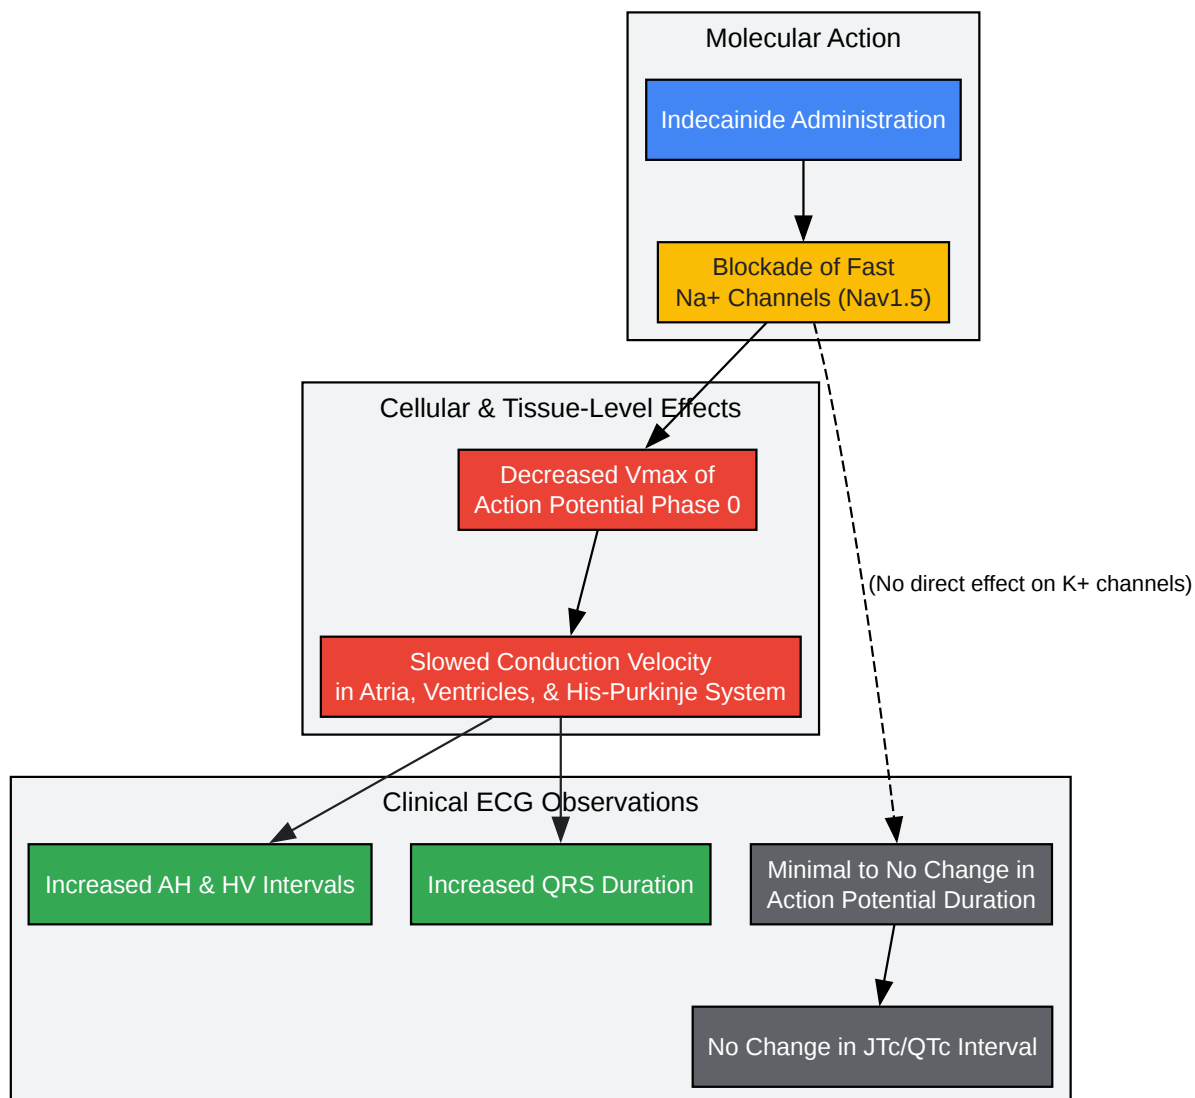 Molecular Action
Indecainide Administration
Blockade of Fast
Na+ Channels (Nav1.5)
Cellular & Tissue-Level Effects
Decreased Vmax of
Action Potential Phase 0
(No direct effect on K+ channels)
Slowed Conduction Velocity
in Atria, Ventricles, & His-Purkinje System
Clinical ECG Observations
Increased AH & HV Intervals
Increased QRS Duration
Minimal to No Change in
Action Potential Duration
No Change in JTc/QTc Interval